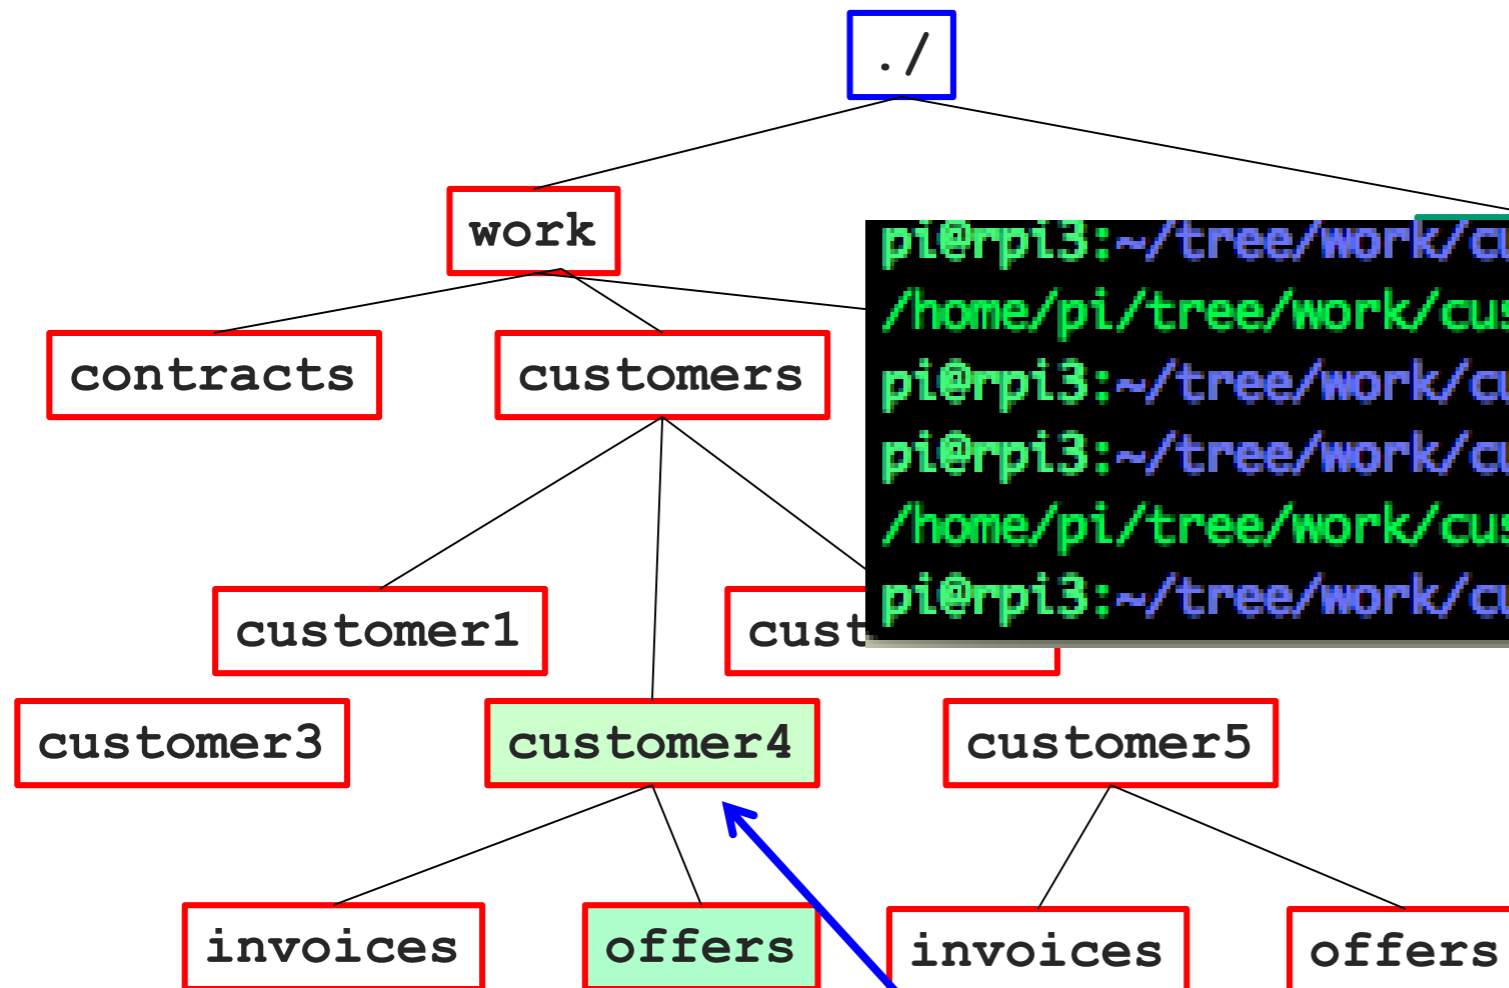 ./
work
pi@rpi3:~/tree/work/cu
/home/pi/tree/work/cus
contracts
customers
pi@rpi3:~/tree/work/cu
pi@rpi3:~/tree/work/cu
/home/pi/tree/work/cus
pi@rpi3:~/tree/work/cu
customer1
cust
customer3
customer4
customer5
invoices
offers
invoices
offers